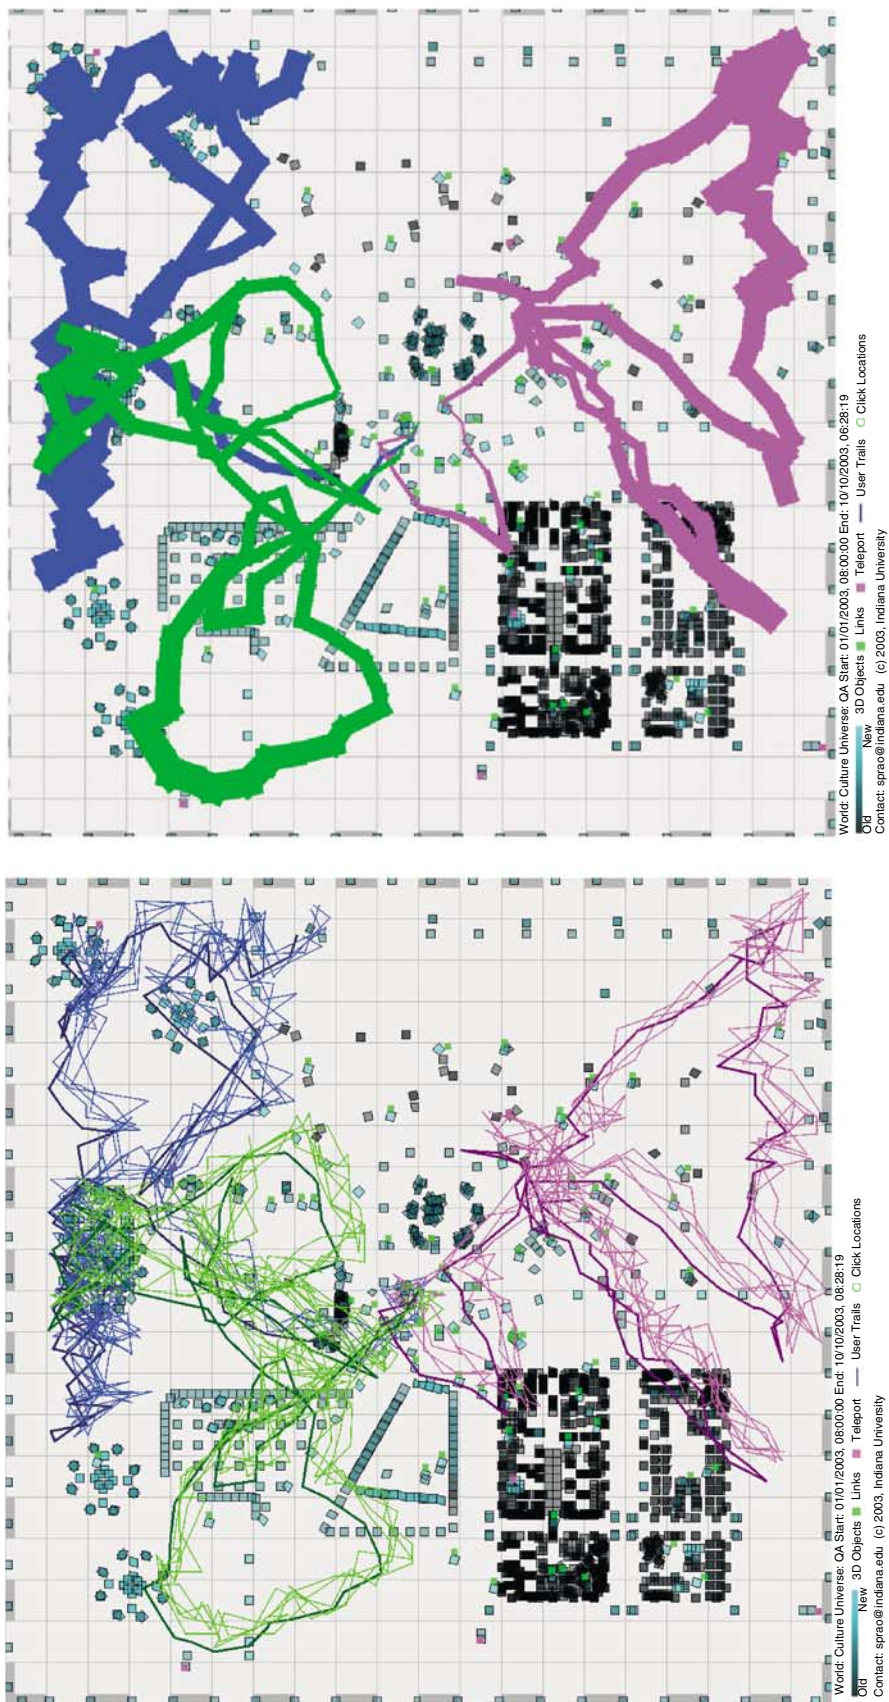 World: Culture Universe: QA Start: 01/01/2003, 08:00:00 End: 10/10/2003, 06:28:19
3D Objects Links Teleport User Trails Click Locations
Old New
Contact: sprao@indiana.edu (c) 2003, Indiana University
World: Culture Universe: QA Start: 01/01/2003, 08:00:00 End: 10/10/2003, 08:28:19
3D Objects Links Teleport User Trails Click Locations
Old New
Contact: sprao@indiana.edu (c) 2003, Indiana University